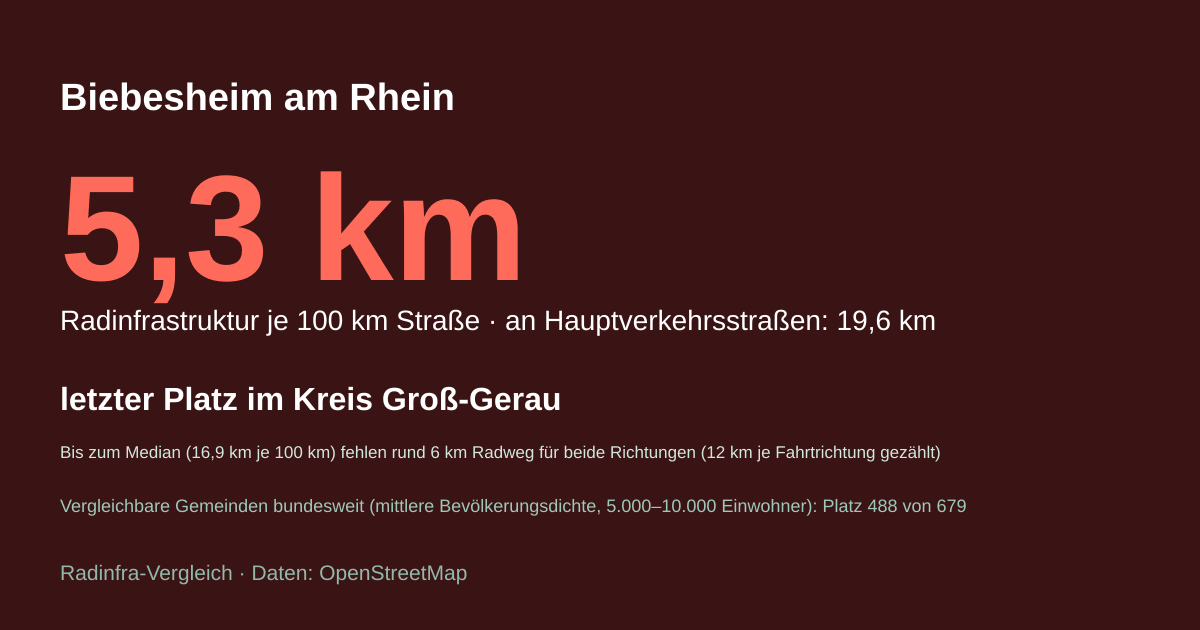 Biebesheim am Rhein
5,3 km
Radinfrastruktur je 100 km Straße · an Hauptverkehrsstraßen: 19,6 km
letzter Platz im Kreis Groß-Gerau
Bis zum Median (16,9 km je 100 km) fehlen rund 6 km Radweg für beide Richtungen (12 km je Fahrtrichtung gezählt)
Vergleichbare Gemeinden bundesweit (mittlere Bevölkerungsdichte, 5.000–10.000 Einwohner): Platz 488 von 679
Radinfra-Vergleich · Daten: OpenStreetMap